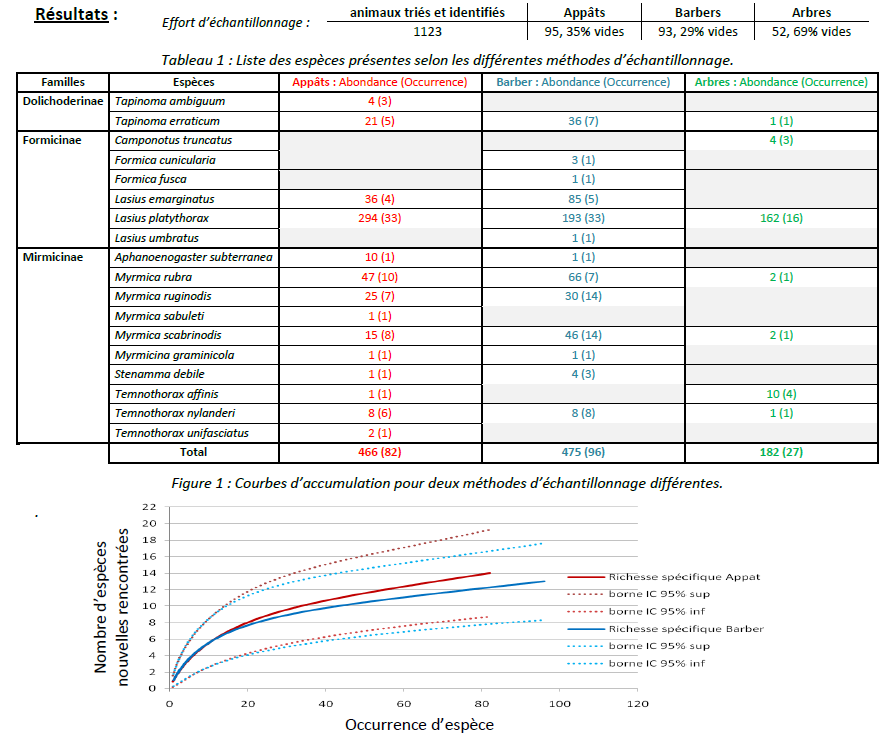 Résultats :
Effort d'échantillonnage :
animaux triés et identifiés Appâts Barbers Arbres
1123 95, 35% vides 93, 29% vides 52, 69% vides
Tableau 1 : Liste des espèces présentes selon les différentes méthodes d'échantillonnage.
Familles Espèces Appâts : Abondance (Occurrence) Barber : Abondance (Occurrence) Arbres : Abondance (Occurrence)
Dolichoderinae Tapinoma ambiguum 4 (3)
Tapinoma erraticum 21 (5) 36 (7) 1 (1)
Formicinae Camponotus truncatus 4 (3)
Formica cunicularia 3 (1)
Formica fusca 1 (1)
Lasius emarginatus 36 (4) 85 (5)
Lasius platythorax 294 (33) 193 (33) 162 (16)
Lasius umbratus 1 (1)
Mirmicinae Aphanoenogaster subterranea 10 (1) 1 (1)
Myrmica rubra 47 (10) 66 (7) 2 (1)
Myrmica ruginodis 25 (7) 30 (14)
Myrmica sabuleti 1 (1)
Myrmica scabrinodis 15 (8) 46 (14) 2 (1)
Myrmicina graminicola 1 (1) 1 (1)
Stenamma debile 1 (1) 4 (3)
Temnothorax affinis 1 (1) 10 (4)
Temnothorax nylanderi 8 (6) 8 (8) 1 (1)
Temnothorax unifasciatus 2 (1)
Total 466 (82) 475 (96) 182 (27)
Figure 1 : Courbes d'accumulation pour deux méthodes d'échantillonnage différentes.
.
Nombre d'espèces
nouvelles rencontrées
22
20
18
16
14
12
10
8
6
4
2
0
0 20 40 60 80 100 120
Occurrence d'espèce
Richesse spécifique Appat
borne IC 95% sup
borne IC 95% inf
Richesse spécifique Barber
borne IC 95% sup
borne IC 95% inf